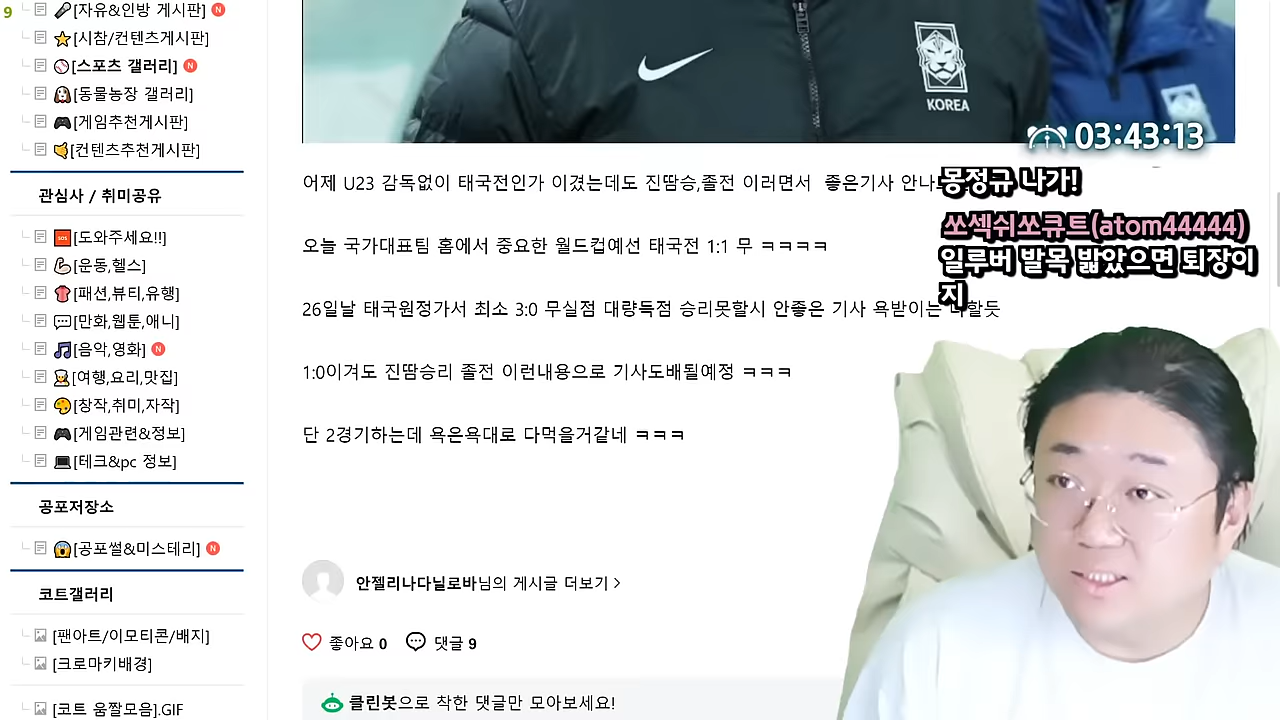 9
[자유&인방 게시판] N
[시참/컨텐츠게시판]
[스포츠 갤러리] N
[동물농장 갤러리]
[게임추천게시판]
[컨텐츠추천게시판]
관심사 / 취미공유
SOS [도와주세요!!]
[운동,헬스]
[패션,뷰티,유행]
[만화,웹툰,애니]
[음악,영화] N
[여행,요리,맛집]
[창작,취미,자작]
[게임관련&정보]
[테크&pc 정보]
공포저장소
[공포썰&미스테리] N
코트갤러리
[팬아트/이모티콘/배지]
[크로마키배경]
[코트 움짤모음].GIF
KOREA
03:43:13
몽정규 나가!
쏘섹쉬쏘큐트(atom44444)
일루버 발목 밟았으면 퇴장이
지
어제 U23 감독없이 태국전인가 이겼는데도 진땀승,졸전 이러면서 좋은기사 안나
오늘 국가대표팀 홈에서 중요한 월드컵예선 태국전 1:1 무 ㅋㅋㅋㅋ
26일날 태국원정가서 최소 3:0 무실점 대량득점 승리못할시 안좋은 기사 욕받이는 더할듯
1:0이겨도 진땀승리 졸전 이런내용으로 기사도배될예정 ㅋㅋㅋ
단 2경기하는데 욕은욕대로 다먹을거같네 ㅋㅋㅋ
안젤리나다닐로바님의 게시글 더보기 >
좋아요 0 댓글 9
클린봇으로 착한 댓글만 모아보세요!